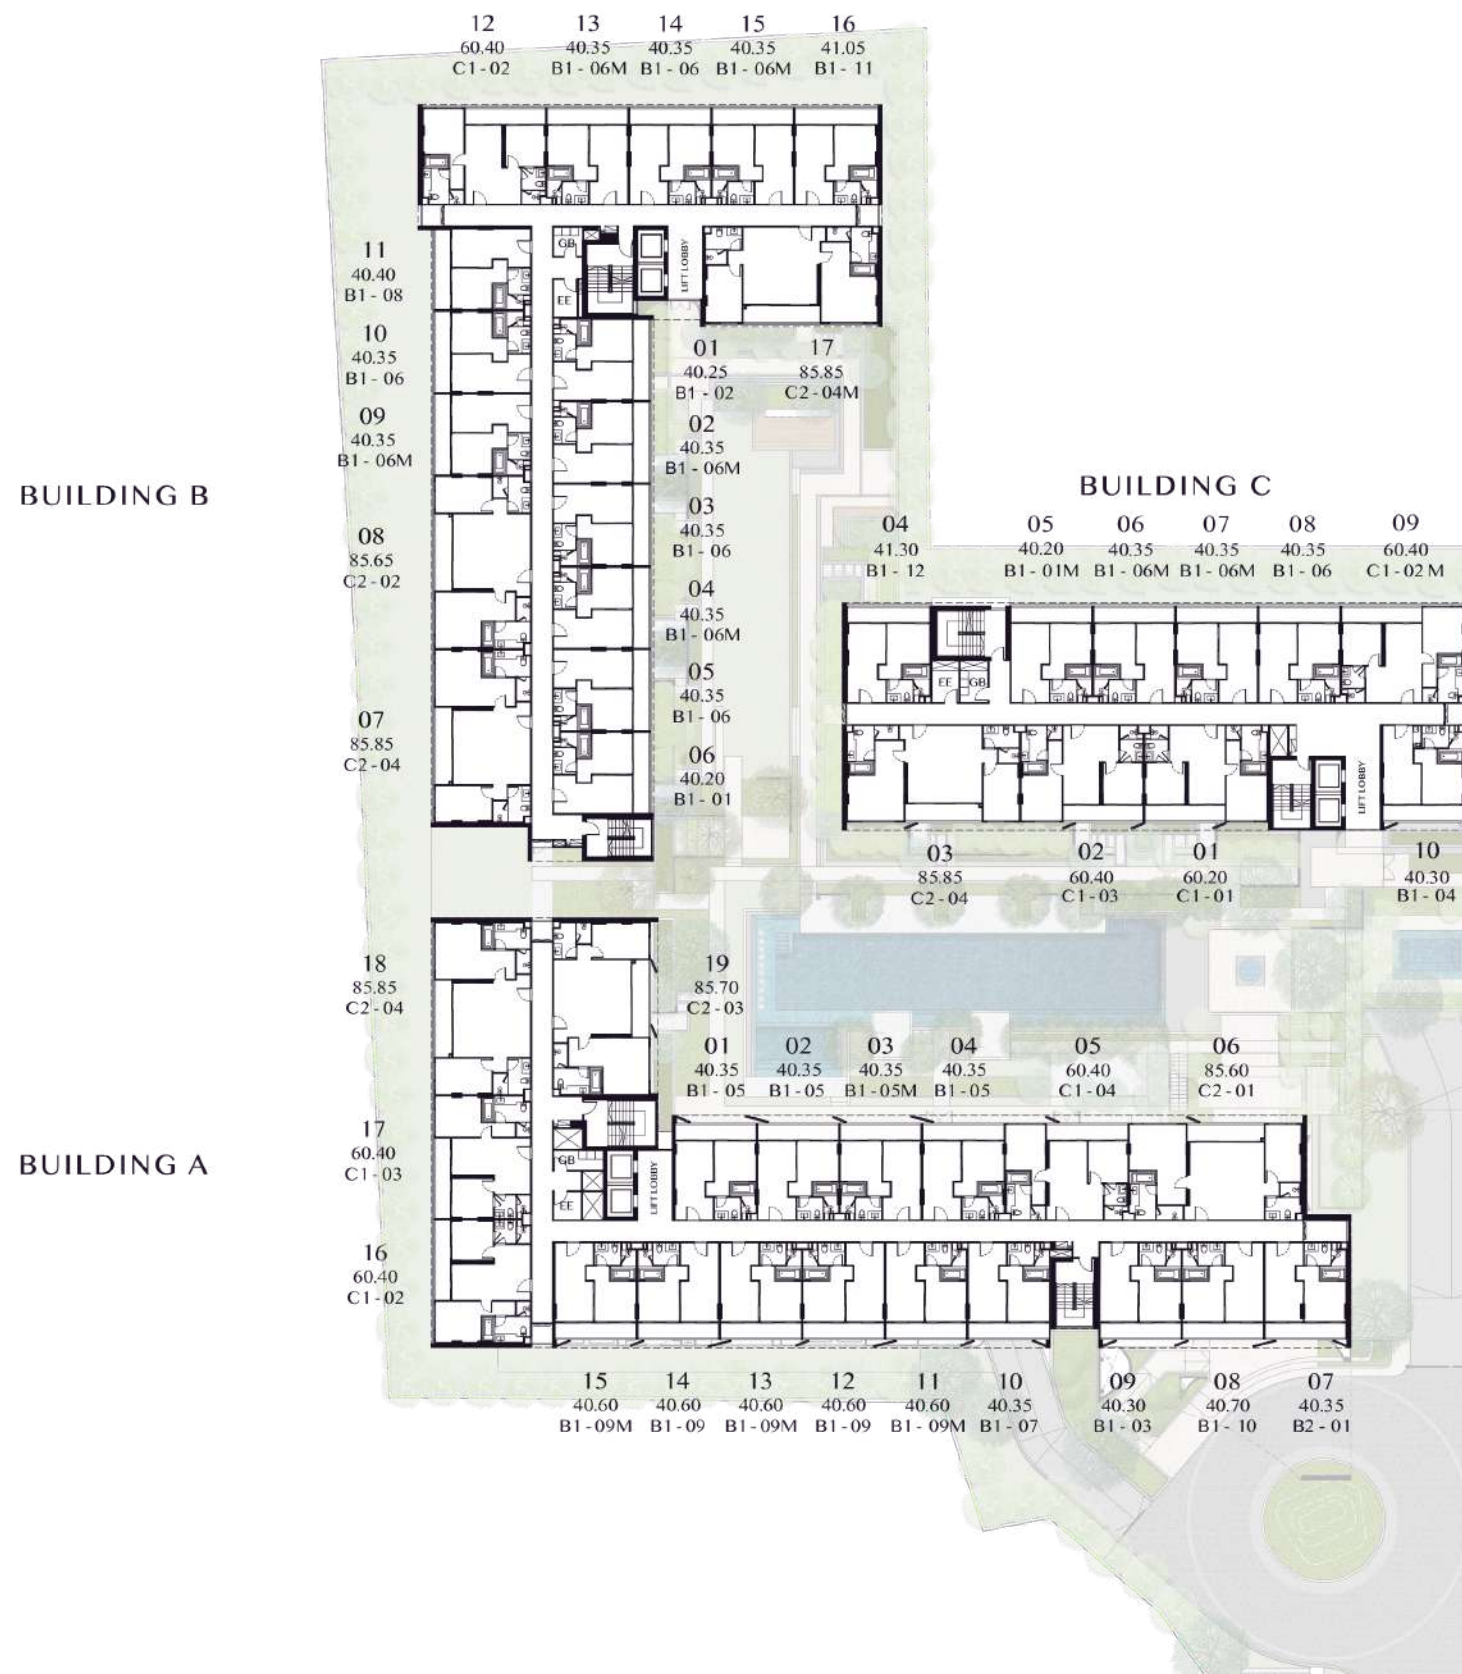 12
60.40
C1 - 02
13
40.35
B1 - 06M
14
40.35
B1 - 06
15
40.35
B1 - 06M
16
41.05
B1 - 11
GB
EE
LIFT LOBBY
11
40.40
B1 - 08
10
40.35
B1 - 06
09
40.35
B1 - 06M
08
85.65
C2 - 02
07
85.85
C2 - 04
01
40.25
B1 - 02
17
85.85
C2 - 04M
02
40.35
B1 - 06M
03
40.35
B1 - 06
04
40.35
B1 - 06M
05
40.35
B1 - 06
06
40.20
B1 - 01
BUILDING B
BUILDING C
04
41.30
B1 - 12
05
40.20
B1 - 01M
06
40.35
B1 - 06M
07
40.35
B1 - 06M
08
40.35
B1 - 06
09
60.40
C1 - 02 M
EE
GB
LIFT LOBBY
03
85.85
C2 - 04
02
60.40
C1 - 03
01
60.20
C1 - 01
10
40.30
B1 - 04
18
85.85
C2 - 04
19
85.70
C2 - 03
01
40.35
B1 - 05
02
40.35
B1 - 05
03
40.35
B1 - 05M
04
40.35
B1 - 05
05
60.40
C1 - 04
06
85.60
C2 - 01
BUILDING A
17
60.40
C1 - 03
GB
EE
LIFT LOBBY
16
60.40
C1 - 02
15
40.60
B1 - 09M
14
40.60
B1 - 09
13
40.60
B1 - 09M
12
40.60
B1 - 09
11
40.60
B1 - 09M
10
40.35
B1 - 07
09
40.30
B1 - 03
08
40.70
B1 - 10
07
40.35
B2 - 01